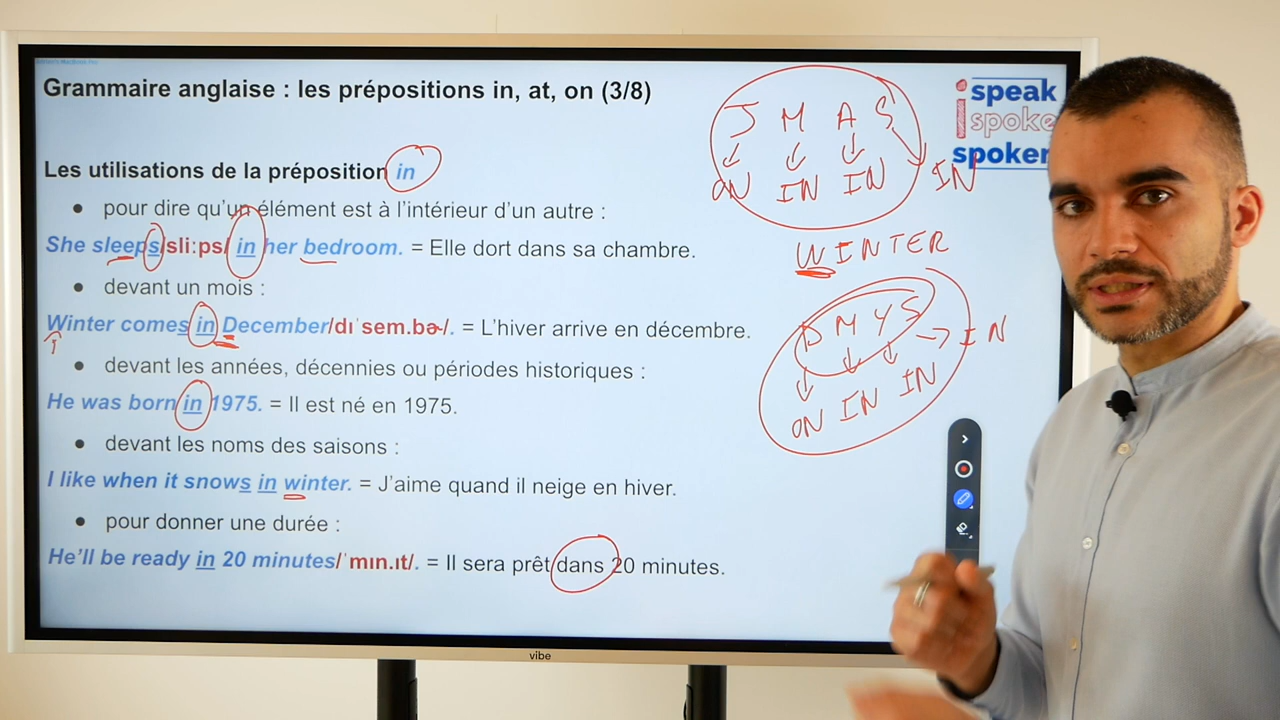 Grammaire anglaise : les prépositions in, at, on (3/8)
Les utilisations de la préposition in
• pour dire qu'un élément est à l'intérieur d'un autre :
She sleeps/sliːps/ in her bedroom. = Elle dort dans sa chambre.
• devant un mois :
Winter comes in December/dɪˈsem.bɚ/. = L'hiver arrive en décembre.
• devant les années, décennies ou périodes historiques :
He was born in 1975. = Il est né en 1975.
• devant les noms des saisons :
I like when it snows in winter. = J'aime quand il neige en hiver.
• pour donner une durée :
He'll be ready in 20 minutes/ˈmɪn.ɪt/. = Il sera prêt dans 20 minutes.
J M A S
ON IN IN IN
WINTER
D M Y S
ON IN IN IN
i speak
i spoke
spoken
vibe